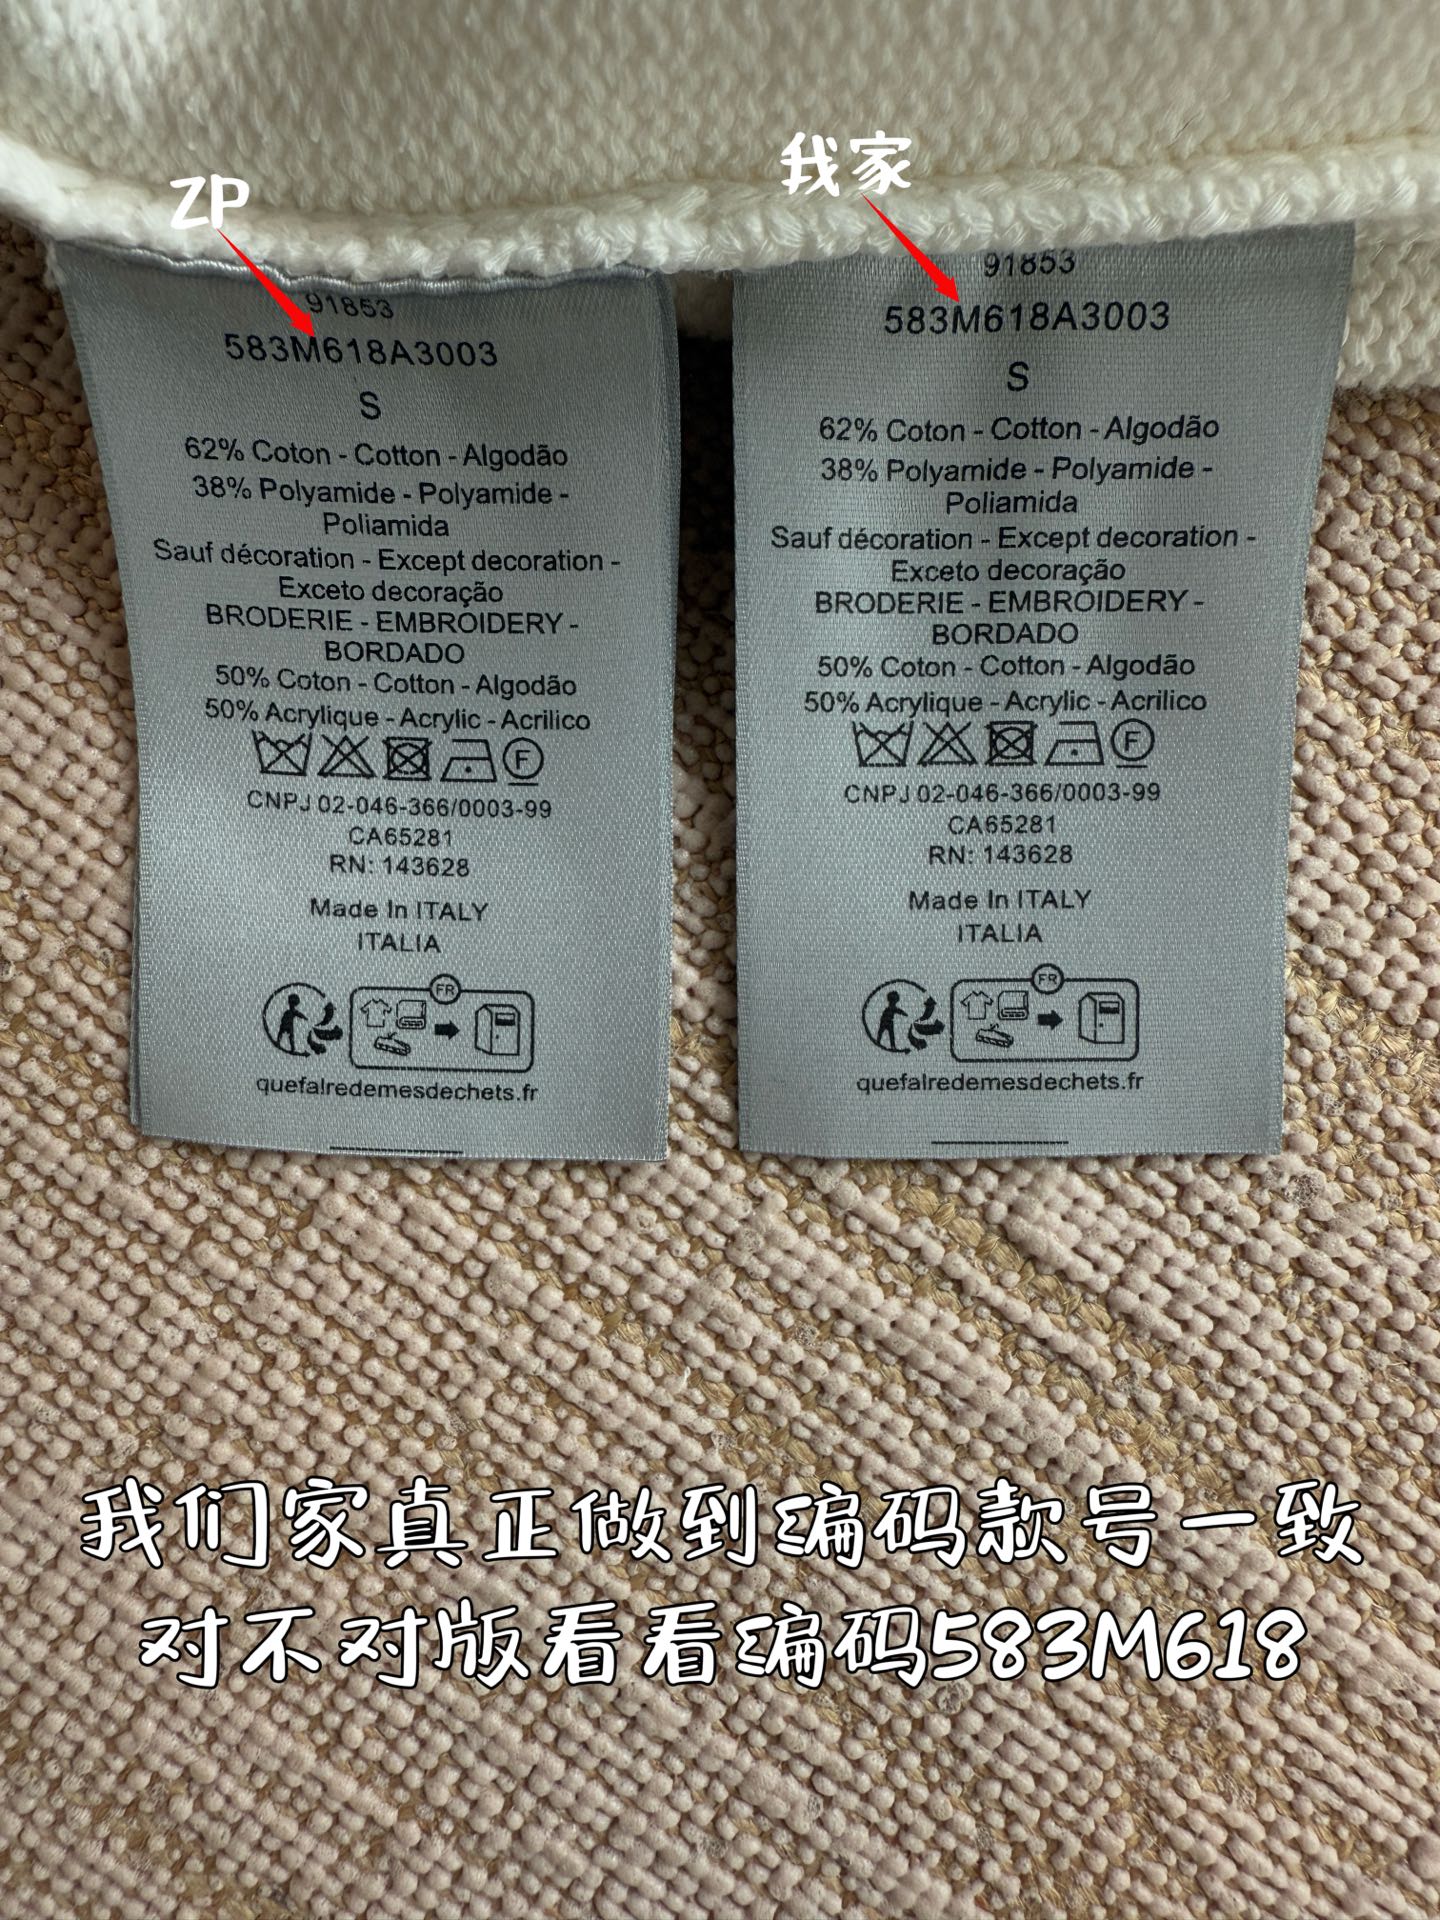 ZP
我家
91853
583M618A3003
S
62% Coton - Cotton - Algodão
38% Polyamide - Polyamide -
Poliamida
Sauf décoration - Except decoration -
Exceto decoração
BRODERIE - EMBROIDERY -
BORDADO
50% Coton - Cotton - Algodão
50% Acrylique - Acrylic - Acrilico
F
CNPJ 02-046-366/0003-99
CA65281
RN: 143628
Made In ITALY
ITALIA
FR
quefalredemesdechets.fr
91853
583M618A3003
S
62% Coton - Cotton - Algodão
38% Polyamide - Polyamide -
Poliamida
Sauf décoration - Except decoration -
Exceto decoração
BRODERIE - EMBROIDERY -
BORDADO
50% Coton - Cotton - Algodão
50% Acrylique - Acrylic - Acrilico
F
CNPJ 02-046-366/0003-99
CA65281
RN: 143628
Made In ITALY
ITALIA
FR
quefalredemesdechets.fr
我们家真正做到编码款号一致
对不对版看看编码583M618